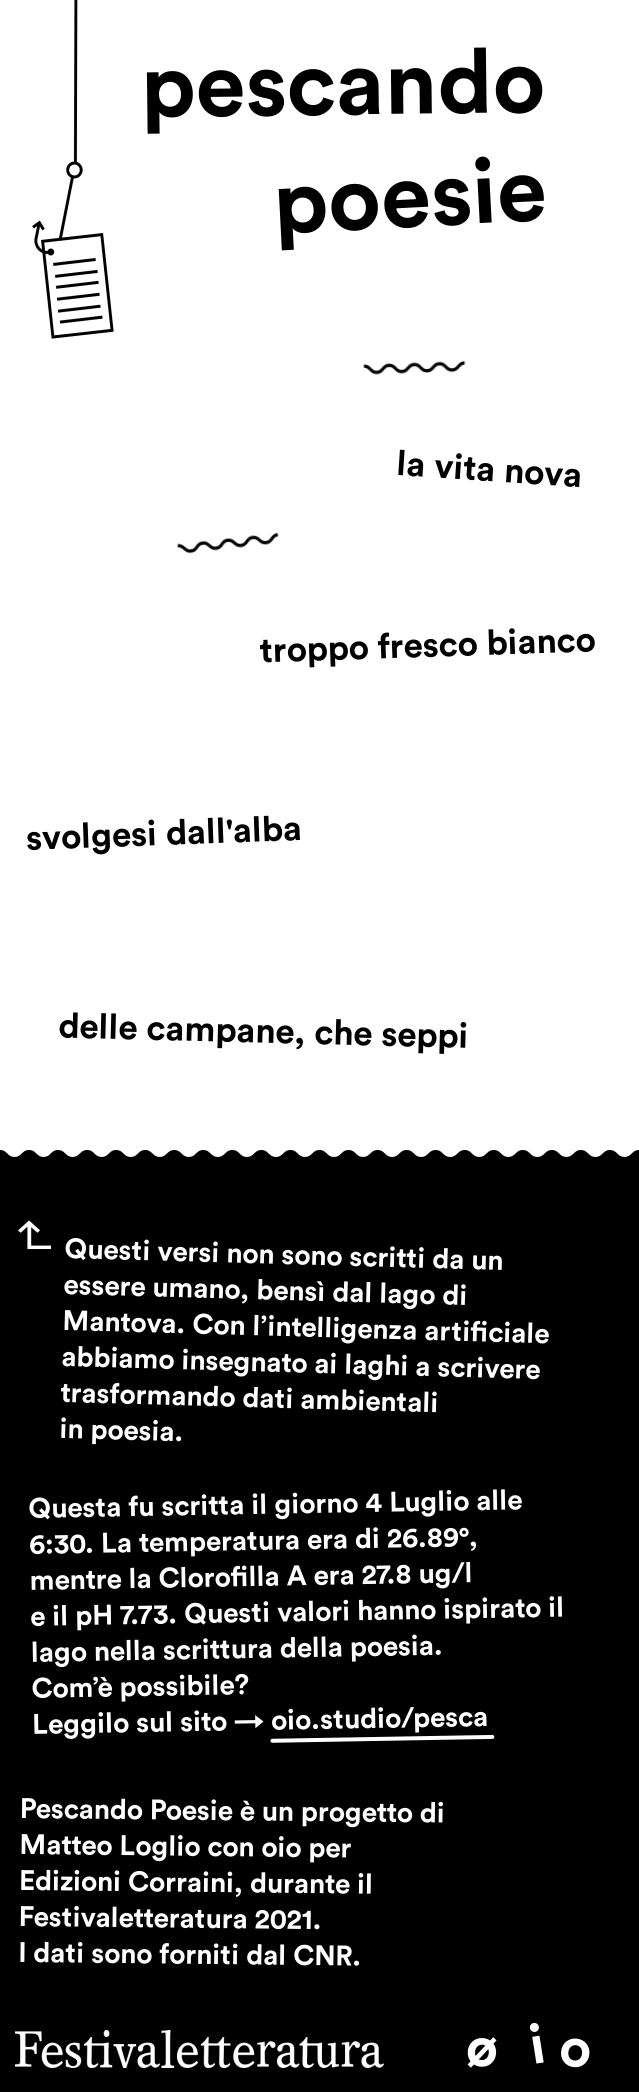 pescando
poesie
la vita nova
troppo fresco bianco
svolgesi dall'alba
delle campane, che seppi
Questi versi non sono scritti da un
essere umano, bensì dal lago di
Mantova. Con l’intelligenza artificiale
abbiamo insegnato ai laghi a scrivere
trasformando dati ambientali
in poesia.
Questa fu scritta il giorno 4 Luglio alle
6:30. La temperatura era di 26.89°,
mentre la Clorofilla A era 27.8 ug/l
e il pH 7.73. Questi valori hanno ispirato il
lago nella scrittura della poesia.
Com’è possibile?
Leggilo sul sito → oio.studio/pesca
Pescando Poesie è un progetto di
Matteo Loglio con oio per
Edizioni Corraini, durante il
Festivaletteratura 2021.
I dati sono forniti dal CNR.
Festivaletteratura ø i o